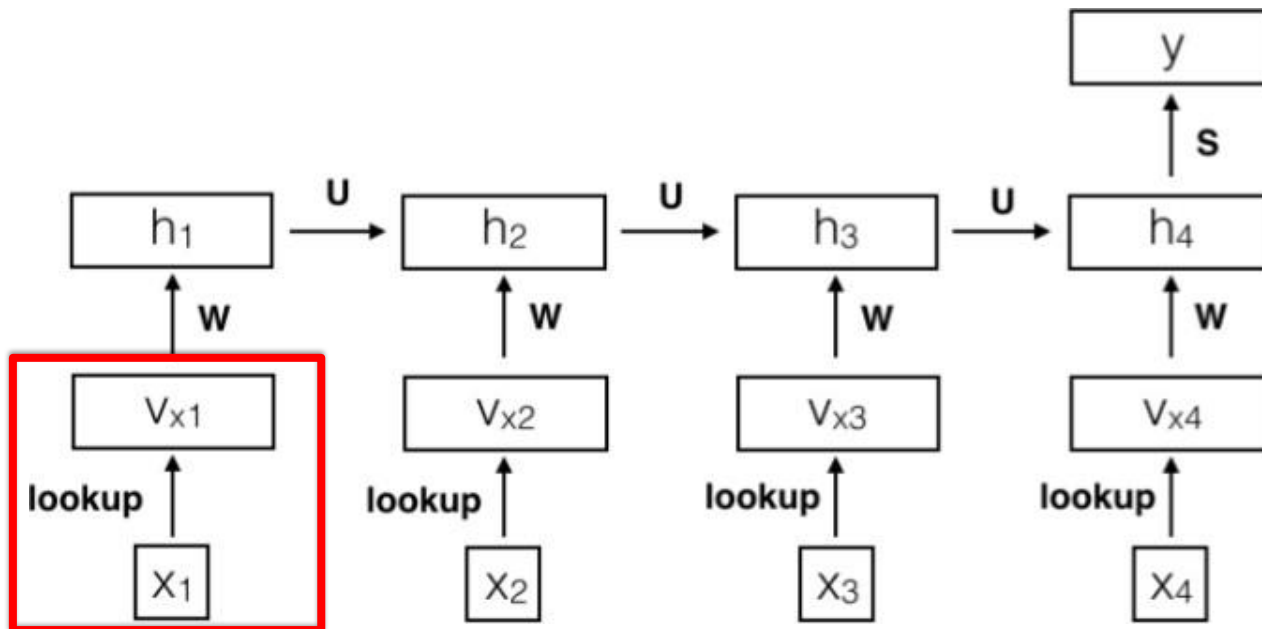 y
S
U U U
h₁ h₂ h₃ h₄
W W W W
Vx1 Vx2 Vx3 Vx4
lookup lookup lookup lookup
X₁ X₂ X₃ X₄